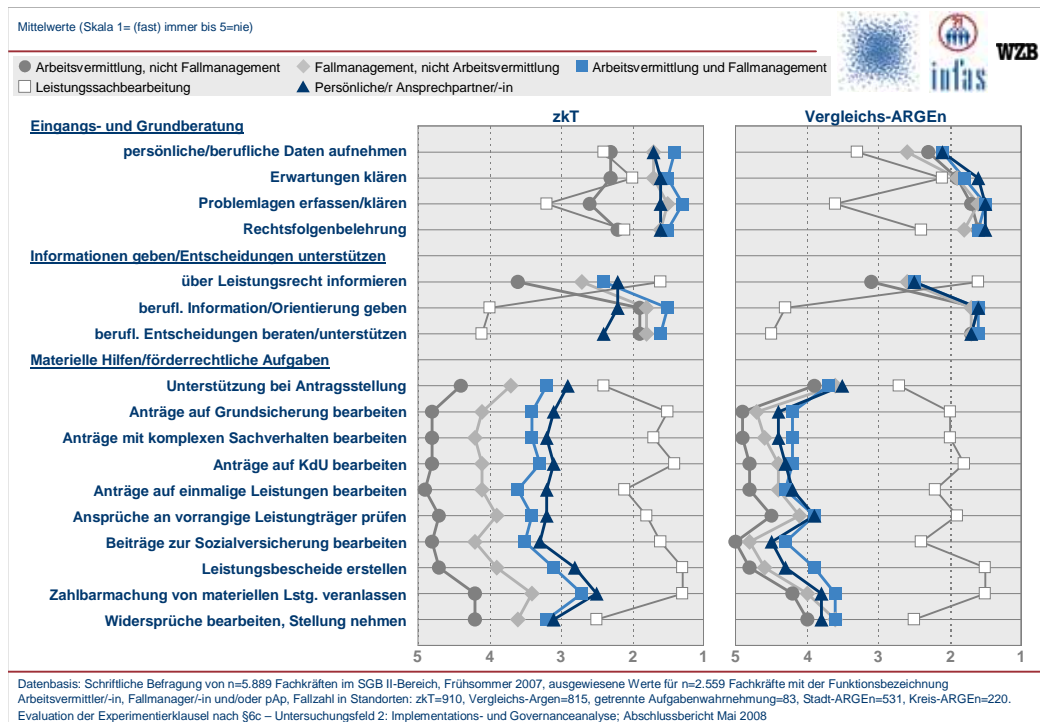 Mittelwerte (Skala 1= (fast) immer bis 5=nie)
infas
WZB
Arbeitsvermittlung, nicht Fallmanagement
Fallmanagement, nicht Arbeitsvermittlung
Arbeitsvermittlung und Fallmanagement
Leistungssachbearbeitung
Persönliche/r Ansprechpartner/-in
zkT
Vergleichs-ARGEn
Eingangs- und Grundberatung
persönliche/berufliche Daten aufnehmen
Erwartungen klären
Problemlagen erfassen/klären
Rechtsfolgenbelehrung
Informationen geben/Entscheidungen unterstützen
über Leistungsrecht informieren
berufl. Information/Orientierung geben
berufl. Entscheidungen beraten/unterstützen
Materielle Hilfen/förderrechtliche Aufgaben
Unterstützung bei Antragsstellung
Anträge auf Grundsicherung bearbeiten
Anträge mit komplexen Sachverhalten bearbeiten
Anträge auf KdU bearbeiten
Anträge auf einmalige Leistungen bearbeiten
Ansprüche an vorrangige Leistungträger prüfen
Beiträge zur Sozialversicherung bearbeiten
Leistungsbescheide erstellen
Zahlbarmachung von materiellen Lstg. veranlassen
Widersprüche bearbeiten, Stellung nehmen
5 4 3 2 1
5 4 3 2 1
Datenbasis: Schriftliche Befragung von n=5.889 Fachkräften im SGB II-Bereich, Frühsommer 2007, ausgewiesene Werte für n=2.559 Fachkräfte mit der Funktionsbezeichnung
Arbeitsvermittler/-in, Fallmanager/-in und/oder pAp, Fallzahl in Standorten: zkT=910, Vergleichs-Argen=815, getrennte Aufgabenwahrnehmung=83, Stadt-ARGEn=531, Kreis-ARGEn=220.
Evaluation der Experimentierklausel nach §6c – Untersuchungsfeld 2: Implementations- und Governanceanalyse; Abschlussbericht Mai 2008